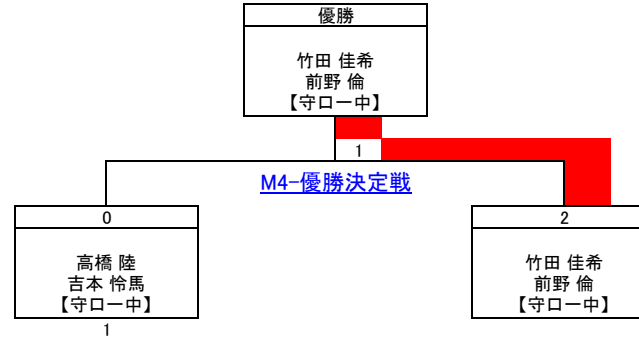 優勝
竹田 佳希
前野 倫
【守口一中】
1
M4-優勝決定戦
0
高橋 陸
吉本 怜馬
【守口一中】
1
2
竹田 佳希
前野 倫
【守口一中】